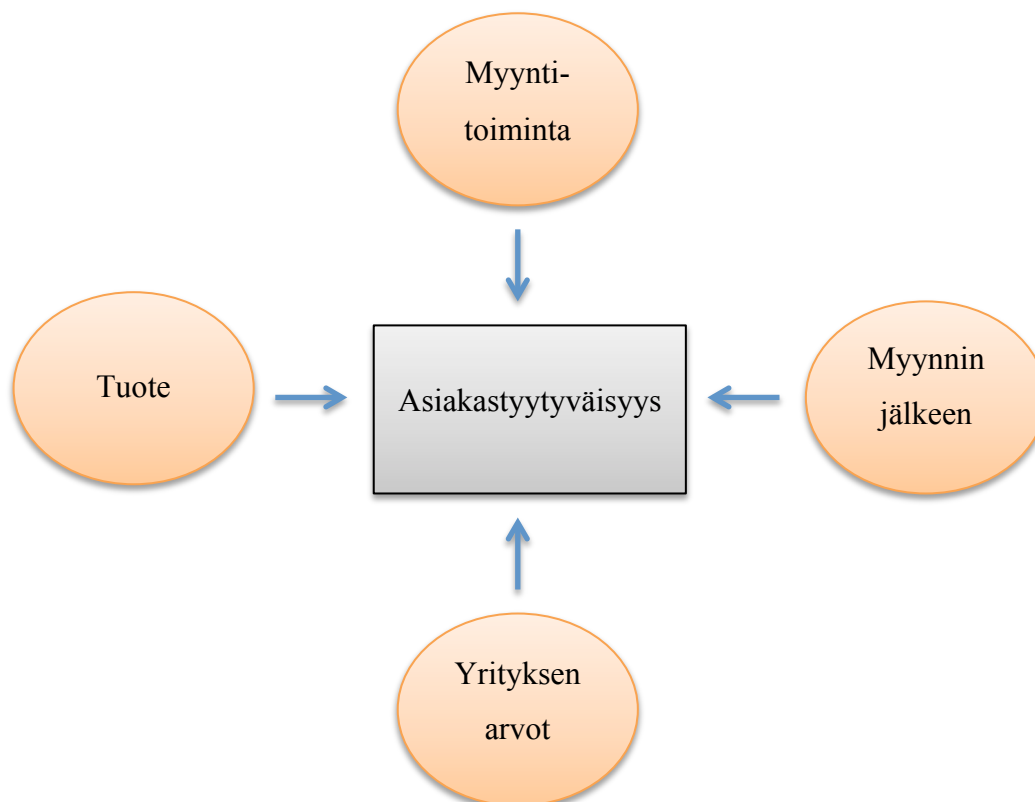 Myynti-
toiminta
Tuote
Asiakastyytyväisyys
Myynnin
jälkeen
Yrityksen
arvot